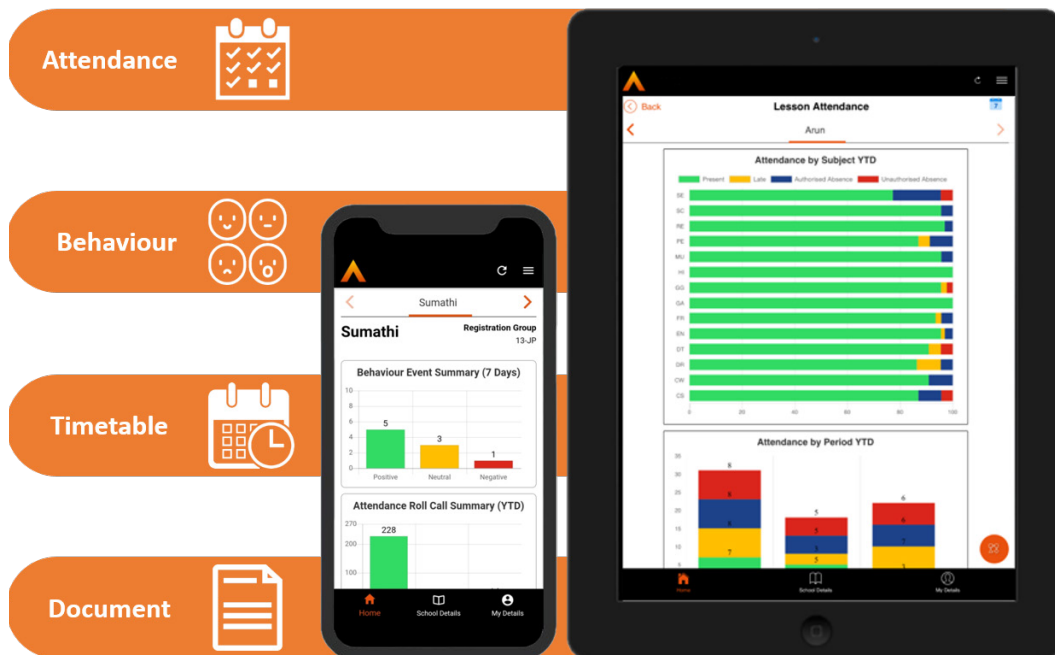 Attendance
Behaviour
Timetable
Document
Sumathi
Sumathi
Registration Group
13-JP
Behaviour Event Summary (7 Days)
10
8
6
4
2
0
5
3
1
Positive Neutral Negative
Attendance Roll Call Summary (YTD)
270
200
100
228
Home School Details My Details
Back Lesson Attendance 7
Arun
Attendance by Subject YTD
Present Late Authorised Absence Unauthorised Absence
SE
SC
RE
PE
MU
HI
GG
GA
FR
EN
DT
DR
CW
CS
0 20 40 60 80 100
Attendance by Period YTD
35
30
25
20
15
10
5
8
8
8
7
5
5
3
5
6
6
7
Home School Details My Details